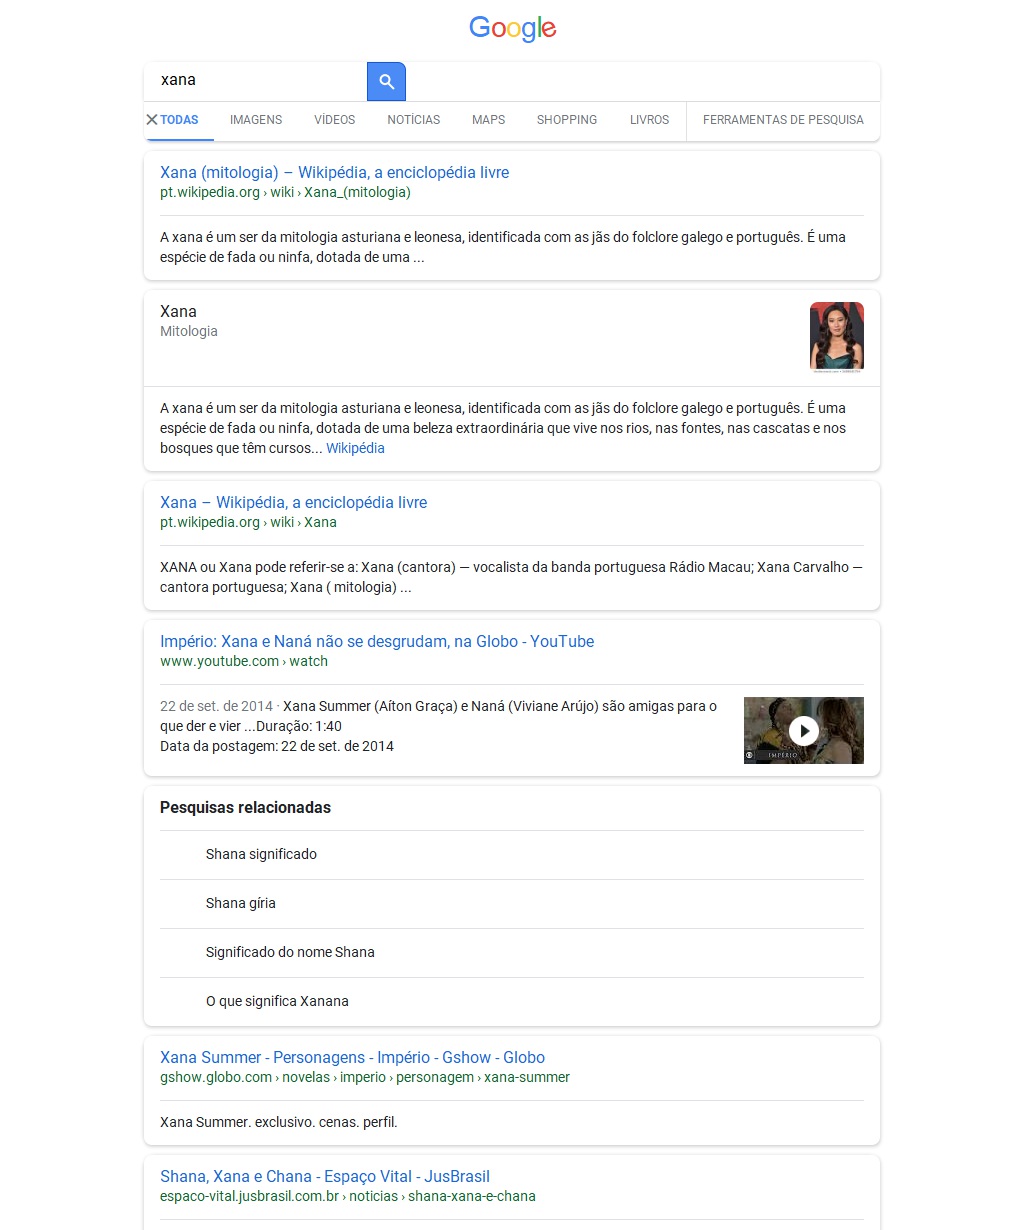 Google
xana
TODAS IMAGENS VÍDEOS NOTÍCIAS MAPS SHOPPING LIVROS FERRAMENTAS DE PESQUISA
Xana (mitologia) – Wikipédia, a enciclopédia livre
pt.wikipedia.org › wiki › Xana_(mitologia)
A xana é um ser da mitologia asturiana e leonesa, identificada com as jãs do folclore galego e português. É uma
espécie de fada ou ninfa, dotada de uma ...
Xana
Mitologia
A xana é um ser da mitologia asturiana e leonesa, identificada com as jãs do folclore galego e português. É uma
espécie de fada ou ninfa, dotada de uma beleza extraordinária que vive nos rios, nas fontes, nas cascatas e nos
bosques que têm cursos... Wikipédia
Xana – Wikipédia, a enciclopédia livre
pt.wikipedia.org › wiki › Xana
XANA ou Xana pode referir-se a: Xana (cantora) — vocalista da banda portuguesa Rádio Macau; Xana Carvalho —
cantora portuguesa; Xana ( mitologia) ...
Império: Xana e Naná não se desgrudam, na Globo - YouTube
www.youtube.com › watch
22 de set. de 2014 · Xana Summer (Aíton Graça) e Naná (Viviane Arújo) são amigas para o
que der e vier ...Duração: 1:40
Data da postagem: 22 de set. de 2014
IMPÉRIO
Pesquisas relacionadas
Shana significado
Shana gíria
Significado do nome Shana
O que significa Xanana
Xana Summer - Personagens - Império - Gshow - Globo
gshow.globo.com › novelas › imperio › personagem › xana-summer
Xana Summer. exclusivo. cenas. perfil.
Shana, Xana e Chana - Espaço Vital - JusBrasil
espaco-vital.jusbrasil.com.br › noticias › shana-xana-e-chana